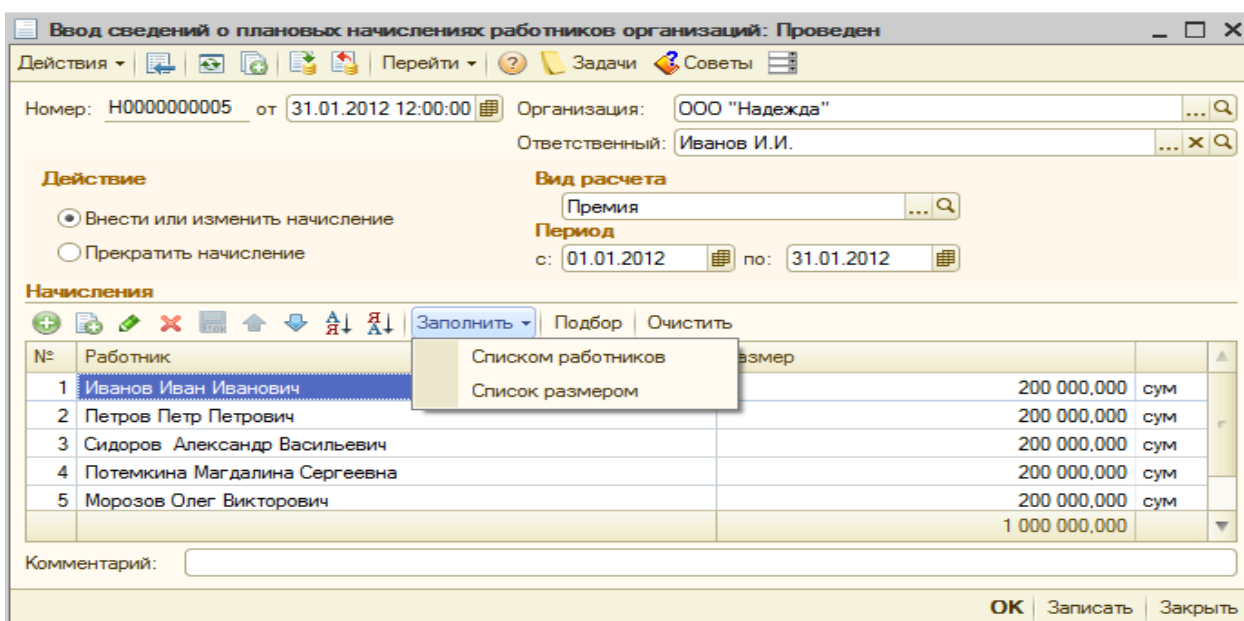 Ввод сведений о плановых начислениях работников организаций: Проведен
Действия Перейти Задачи Советы
Номер: Н0000000005 от 31.01.2012 12:00:00 Организация: ООО "Надежда" ...
Ответственный: Иванов И.И. ...
Действие Вид расчета
Внести или изменить начисление Премия ...
Период
Прекратить начисление с: 01.01.2012 по: 31.01.2012
Начисления
Заполнить Подбор Очистить
№ Работник Списком работников азмер
1 Иванов Иван Иванович Список размером 200 000,000 сум
2 Петров Петр Петрович 200 000,000 сум
3 Сидоров Александр Васильевич 200 000,000 сум
4 Потемкина Магдалина Сергеевна 200 000,000 сум
5 Морозов Олег Викторович 200 000,000 сум
1 000 000,000
Комментарий:
ОК Записать Закрыть